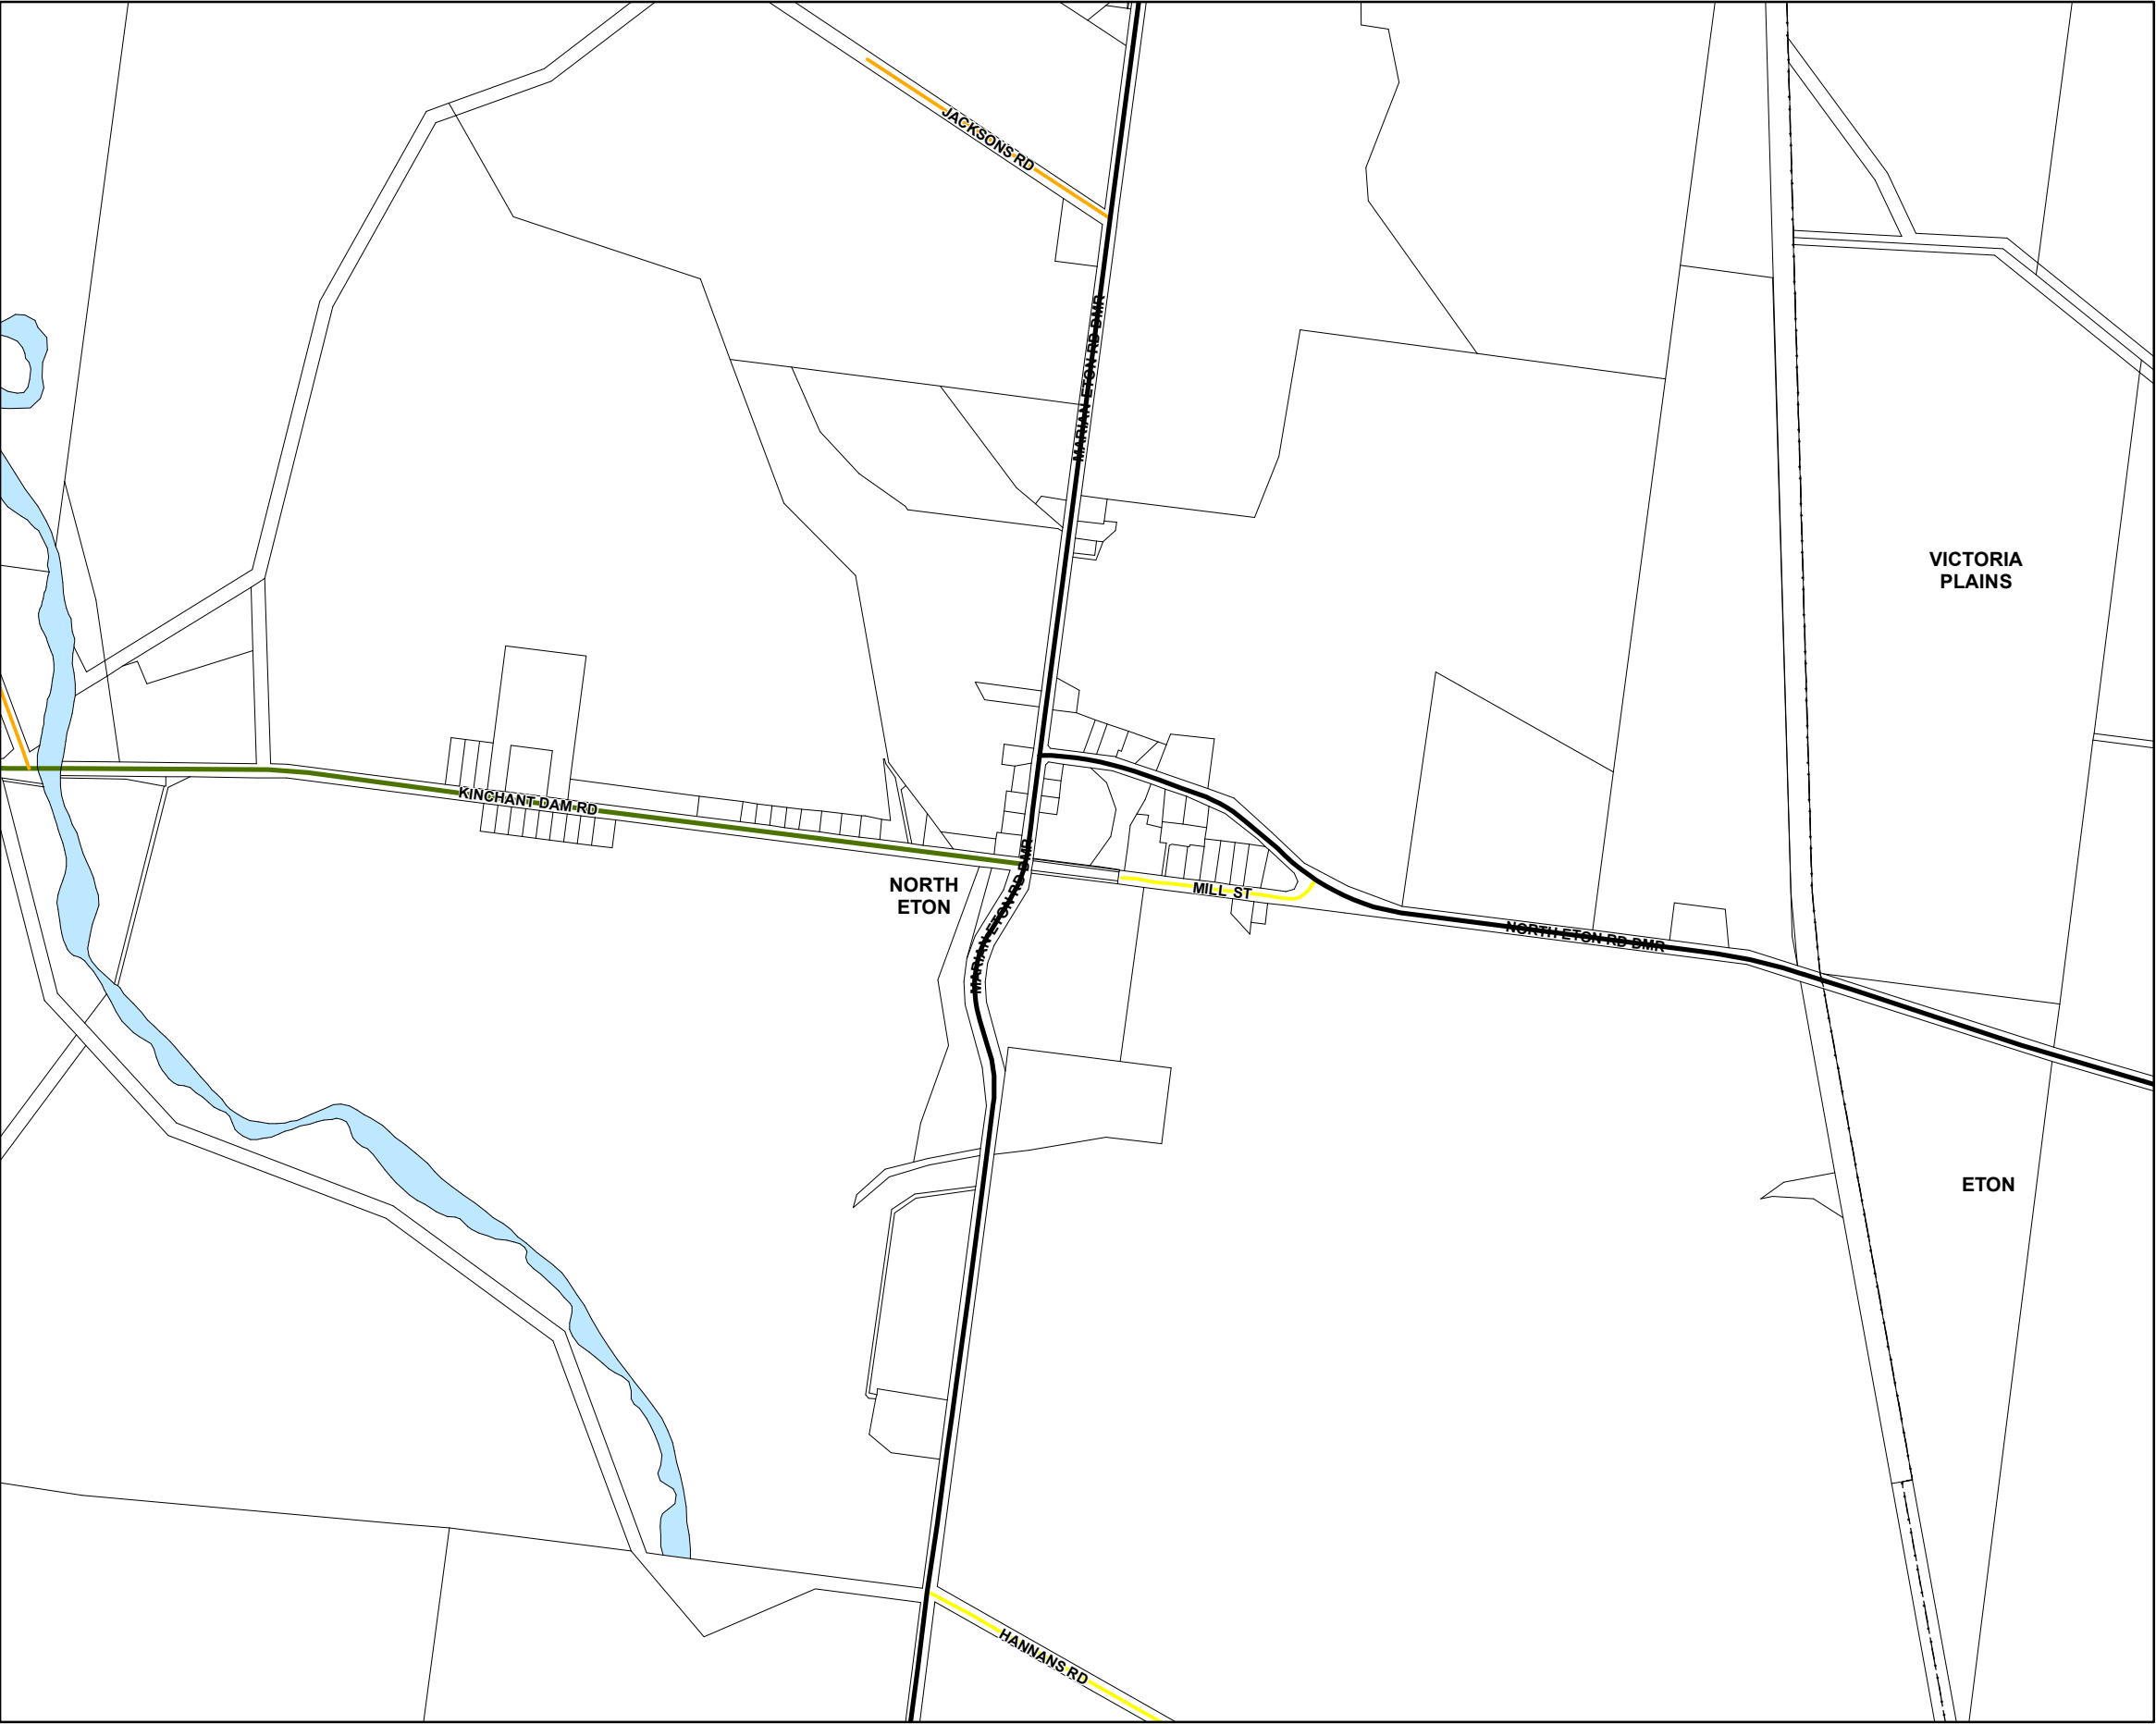 JACKSONS RD
MARIAN ETON RD DMR
VICTORIA
PLAINS
KINCHANT DAM RD
MARIAN ETON RD DMR
NORTH
ETON
MILL ST
NORTH ETON RD DMR
ETON
HANNANS RD